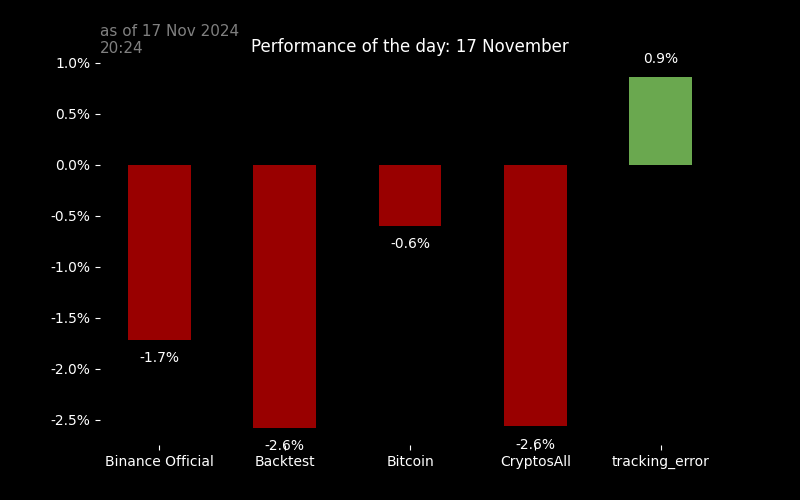 as of 17 Nov 2024
20:24
Performance of the day: 17 November
1.0%
0.5%
0.0%
-0.5%
-1.0%
-1.5%
-2.0%
-2.5%
0.9%
-0.6%
-1.7%
-2.6%
-2.6%
Binance Official
Backtest
Bitcoin
CryptosAll
tracking_error